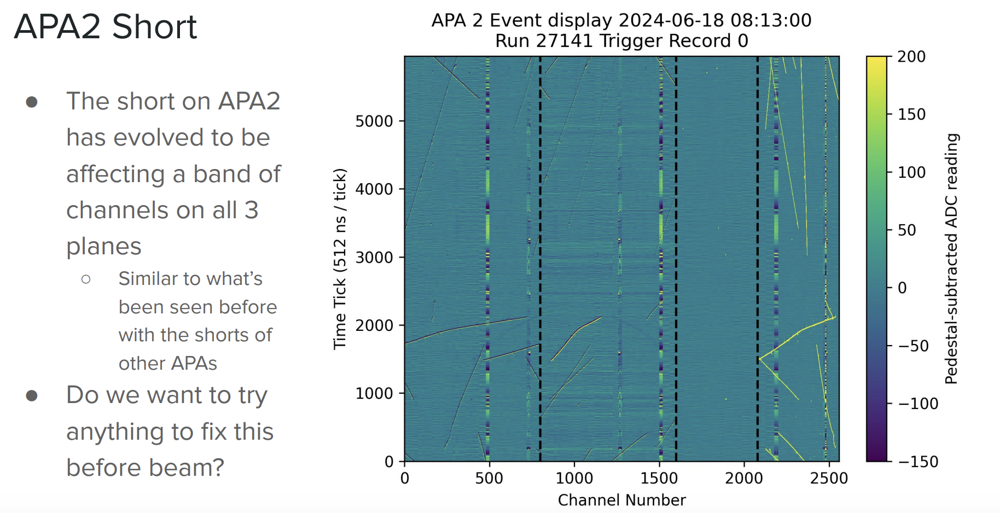 APA2 Short
● The short on APA2
has evolved to be
affecting a band of
channels on all 3
planes
○ Similar to what’s
been seen before
with the shorts of
other APAs
● Do we want to try
anything to fix this
before beam?
APA 2 Event display 2024-06-18 08:13:00
Run 27141 Trigger Record 0
Time Tick (512 ns / tick)
5000
4000
3000
2000
1000
0
0 500 1000 1500 2000 2500
Channel Number
200
150
100
50
0
−50
−100
−150
Pedestal-subtracted ADC reading